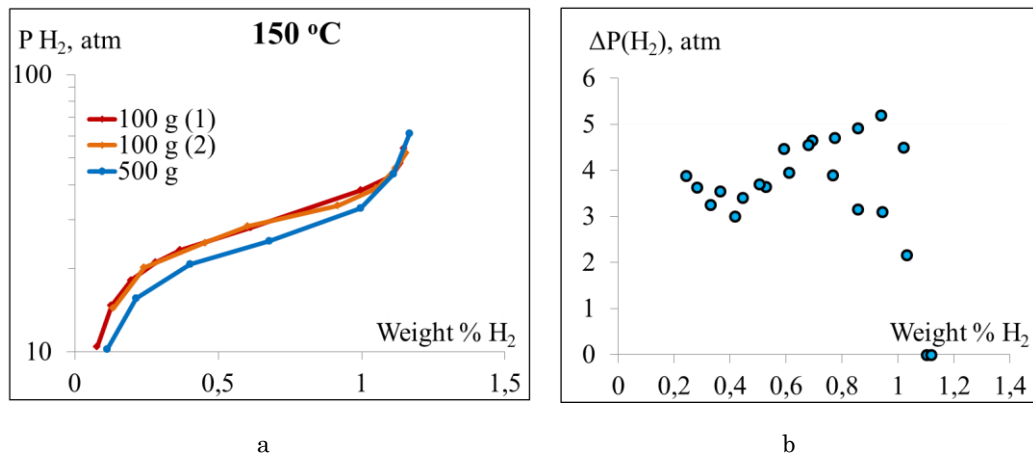 150 °C
P H₂, atm
100
100 g (1)
100 g (2)
500 g
Weight % H₂
10
0 0,5 1 1,5
a
ΔP(H₂), atm
6
5
4
3
2
1
Weight % H₂
0
0 0,2 0,4 0,6 0,8 1 1,2 1,4
b